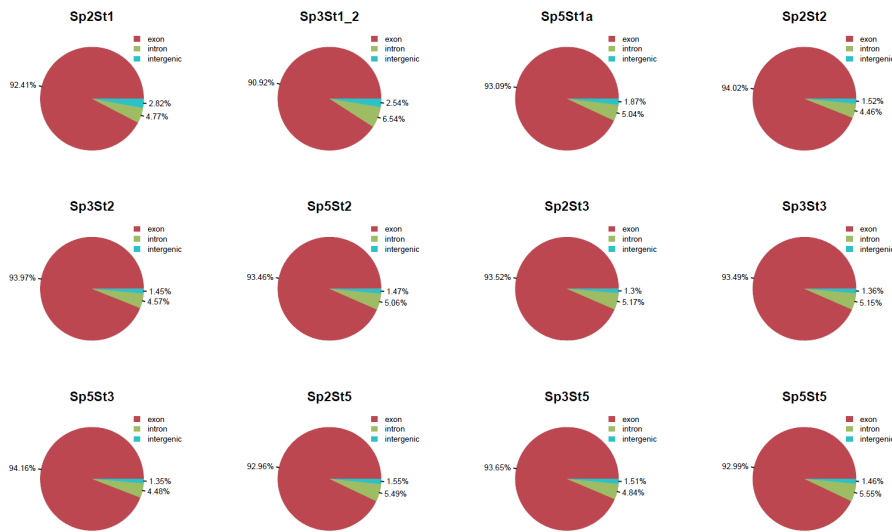 Sp2St1
exon
intron
intergenic
92.41%
2.82%
4.77%
Sp3St1_2
exon
intron
intergenic
90.92%
2.54%
6.54%
Sp5St1a
exon
intron
intergenic
93.09%
1.87%
5.04%
Sp2St2
exon
intron
intergenic
94.02%
1.52%
4.46%
Sp3St2
exon
intron
intergenic
93.97%
1.45%
4.57%
Sp5St2
exon
intron
intergenic
93.46%
1.47%
5.06%
Sp2St3
exon
intron
intergenic
93.52%
1.3%
5.17%
Sp3St3
exon
intron
intergenic
93.49%
1.36%
5.15%
Sp5St3
exon
intron
intergenic
94.16%
1.35%
4.48%
Sp2St5
exon
intron
intergenic
92.96%
1.55%
5.49%
Sp3St5
exon
intron
intergenic
93.65%
1.51%
4.84%
Sp5St5
exon
intron
intergenic
92.99%
1.46%
5.55%